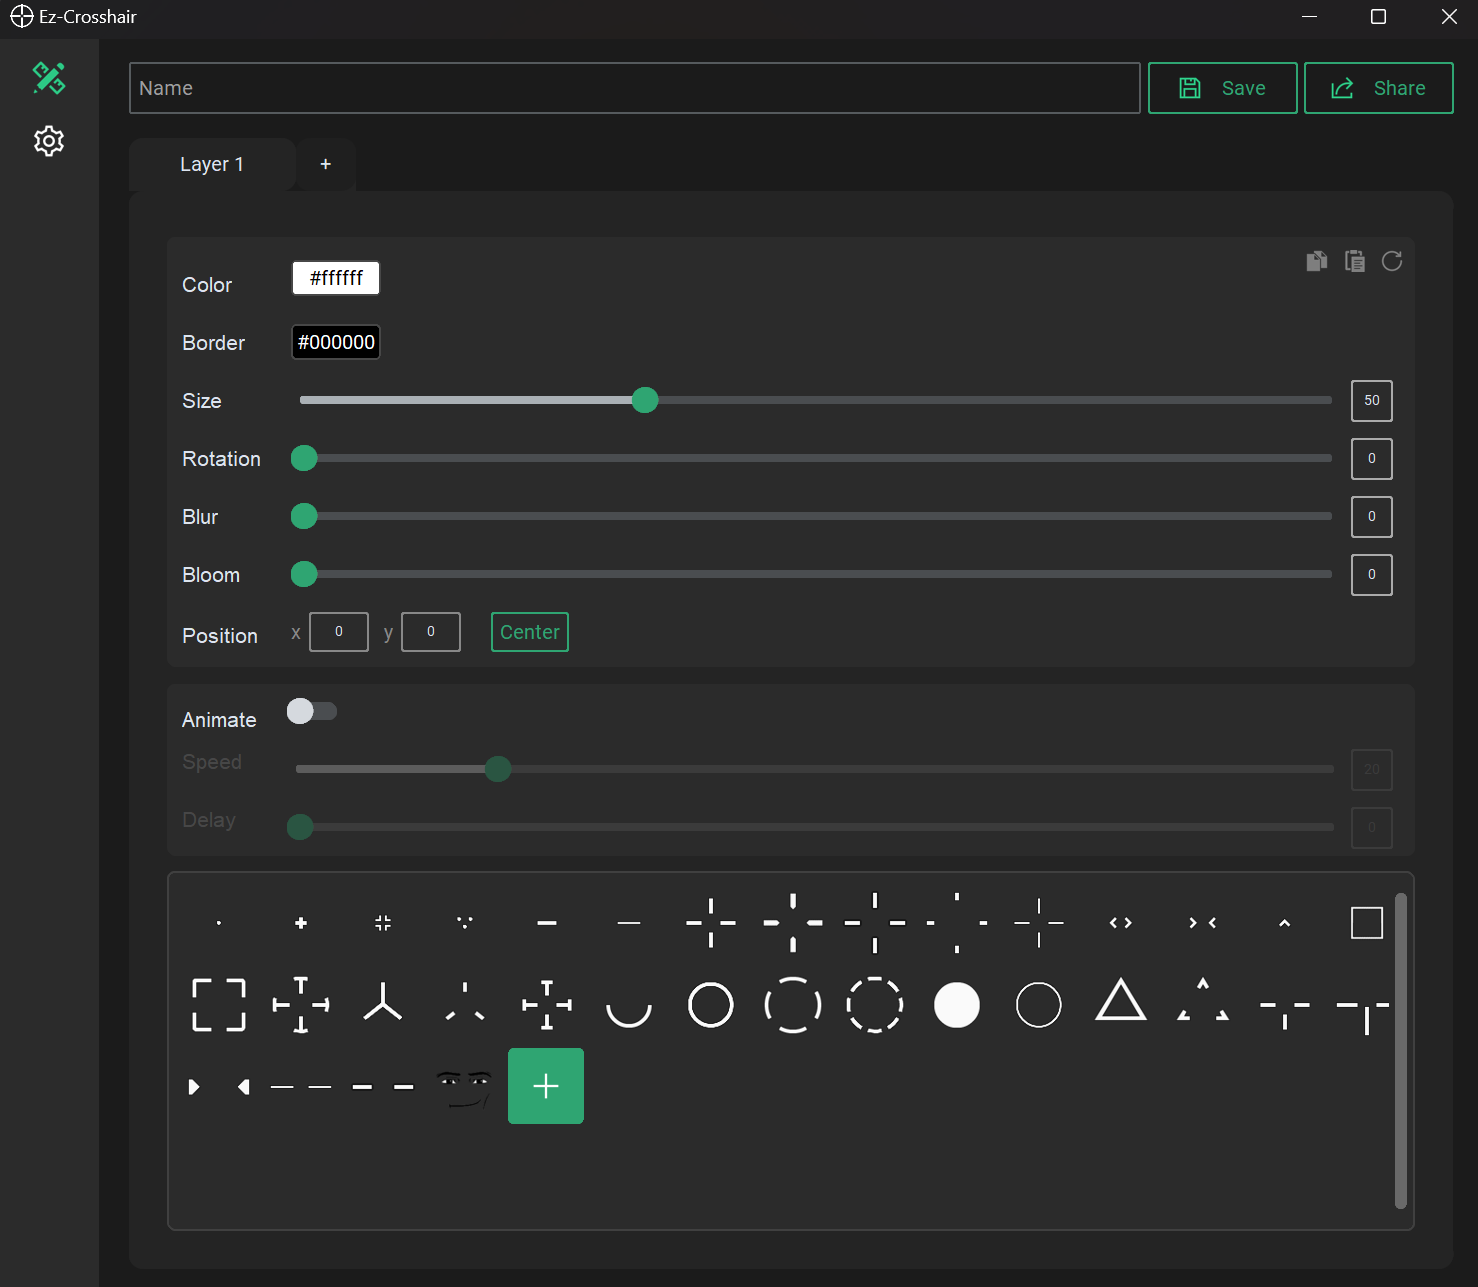 Ez-Crosshair
Name
Save
Share
Layer 1
+
Color
#ffffff
Border
#000000
Size
50
Rotation
0
Blur
0
Bloom
0
Position
x
0
y
0
Center
Animate
Speed
20
Delay
0